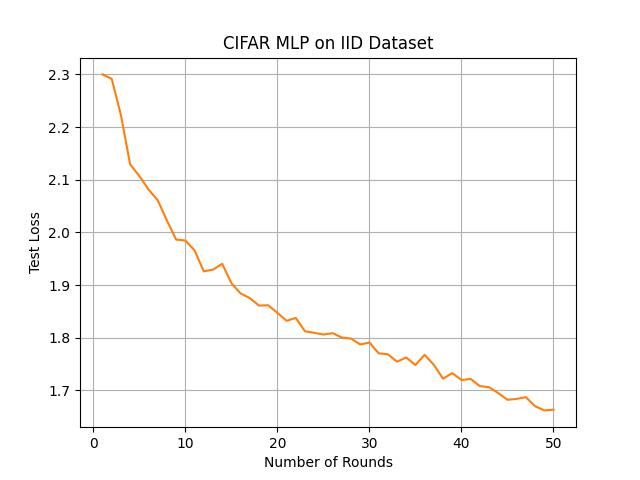 CIFAR MLP on IID Dataset
2.3
2.2
2.1
2.0
1.9
1.8
1.7
Test Loss
0 10 20 30 40 50
Number of Rounds